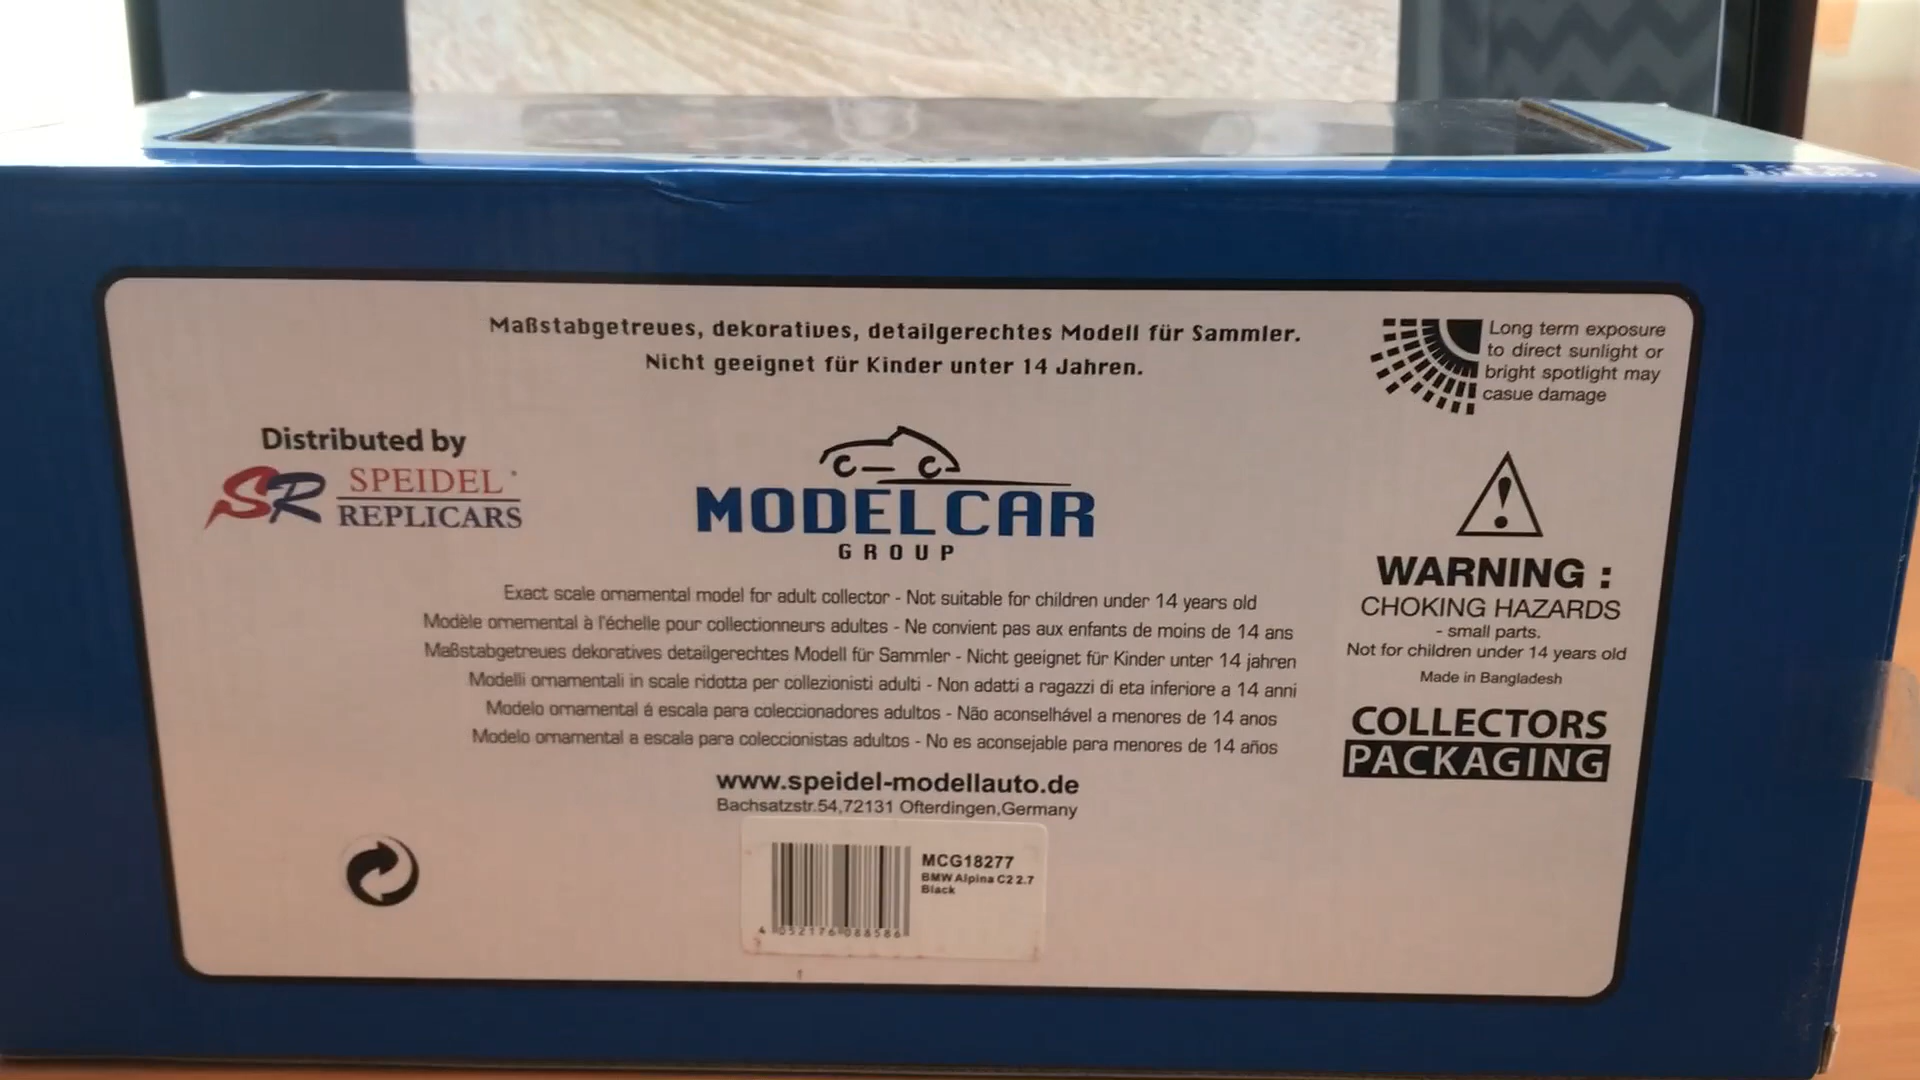 Maßstabgetreues, dekoratives, detailgerechtes Modell für Sammler.
Nicht geeignet für Kinder unter 14 Jahren.
Long term exposure
to direct sunlight or
bright spotlight may
casue damage
Distributed by
SR SPEIDEL
REPLICARS
MODELCAR
GROUP
WARNING :
CHOKING HAZARDS
- small parts.
Not for children under 14 years old
Made in Bangladesh
COLLECTORS
PACKAGING
Exact scale ornamental model for adult collector - Not suitable for children under 14 years old
Modèle ornemental à l'échelle pour collectionneurs adultes - Ne convient pas aux enfants de moins de 14 ans
Maßstabgetreues dekoratives detailgerechtes Modell für Sammler - Nicht geeignet für Kinder unter 14 jahren
Modelli ornamentali in scale ridotta per collezionisti adulti - Non adatti a ragazzi di eta inferiore a 14 anni
Modelo ornamental á escala para coleccionadores adultos - Não aconselhável a menores de 14 anos
Modelo ornamental a escala para coleccionistas adultos - No es aconsejable para menores de 14 años
www.speidel-modellauto.de
Bachsatzstr.54,72131 Ofterdingen,Germany
MCG18277
BMW Alpina C2 2.7
Black
4 052176 088586